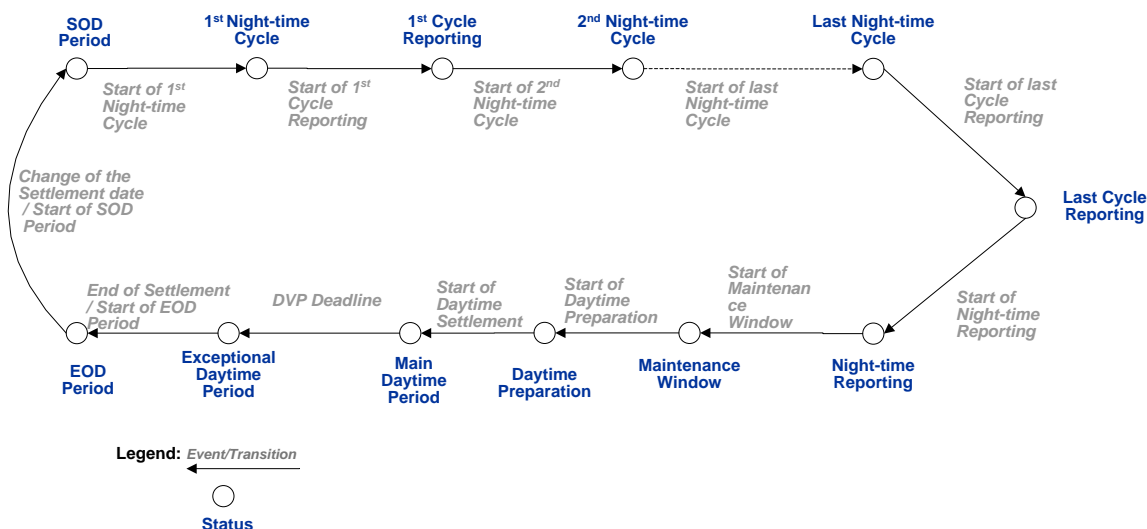 SOD
Period
1st Night-time
Cycle
1st Cycle
Reporting
2nd Night-time
Cycle
Last Night-time
Cycle
Start of 1st
Night-time
Cycle
Start of 1st
Cycle
Reporting
Start of 2nd
Night-time
Cycle
Start of last
Night-time
Cycle
Start of last
Cycle
Reporting
Change of the
Settlement date
/ Start of SOD
Period
Last Cycle
Reporting
End of Settlement
/ Start of EOD
Period
DVP Deadline
Start of
Daytime
Settlement
Start of
Daytime
Preparation
Start of
Maintenan
ce
Window
Start of
Night-time
Reporting
EOD
Period
Exceptional
Daytime
Period
Main
Daytime
Period
Daytime
Preparation
Maintenance
Window
Night-time
Reporting
Legend: Event/Transition
Status